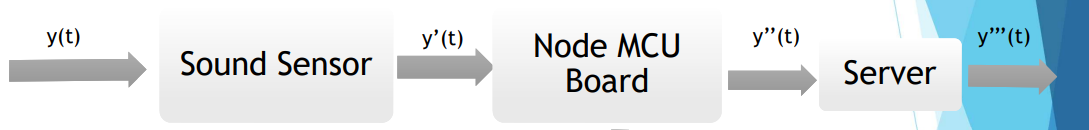 y(t)
Sound Sensor
y’(t)
Node MCU
Board
y’’(t)
Server
y’’’(t)